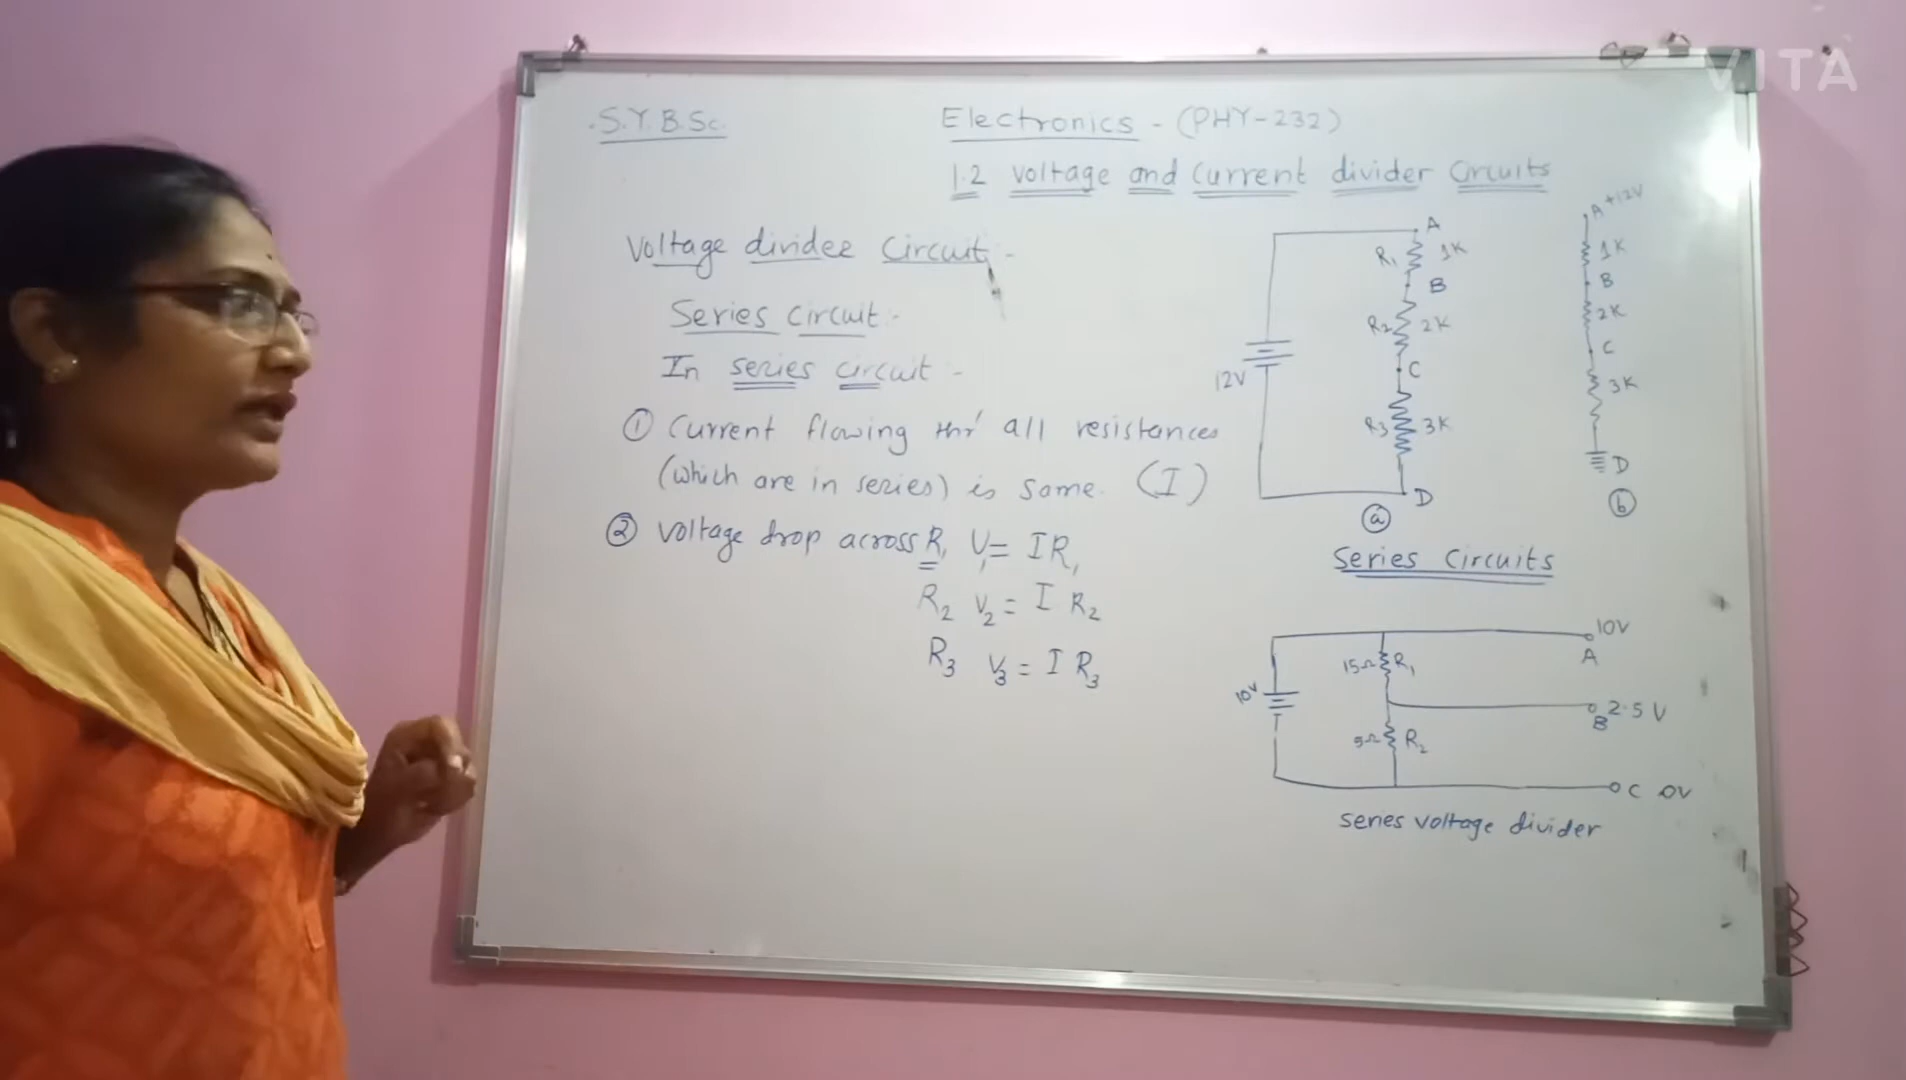 VITA
S.Y.B.Sc.
Electronics - (PHY-232)
1.2 voltage and current divider circuits
Voltage divider circuit -
Series circuit :-
In series circuit -
① Current flowing thr' all resistances
(which are in series) is same. (I)
② Voltage drop across R₁ V₁ = IR₁
R₂ V₂ = I R₂
R₃ V₃ = I R₃
A
R₁ 1K
B
R₂ 2K
12V
C
R₃ 3K
D
ⓐ
A +12V
1K
B
2K
C
3K
D
ⓑ
Series Circuits
10V
A
15Ω R₁
10V
2.5 V
B
5Ω R₂
C 0V
series voltage divider